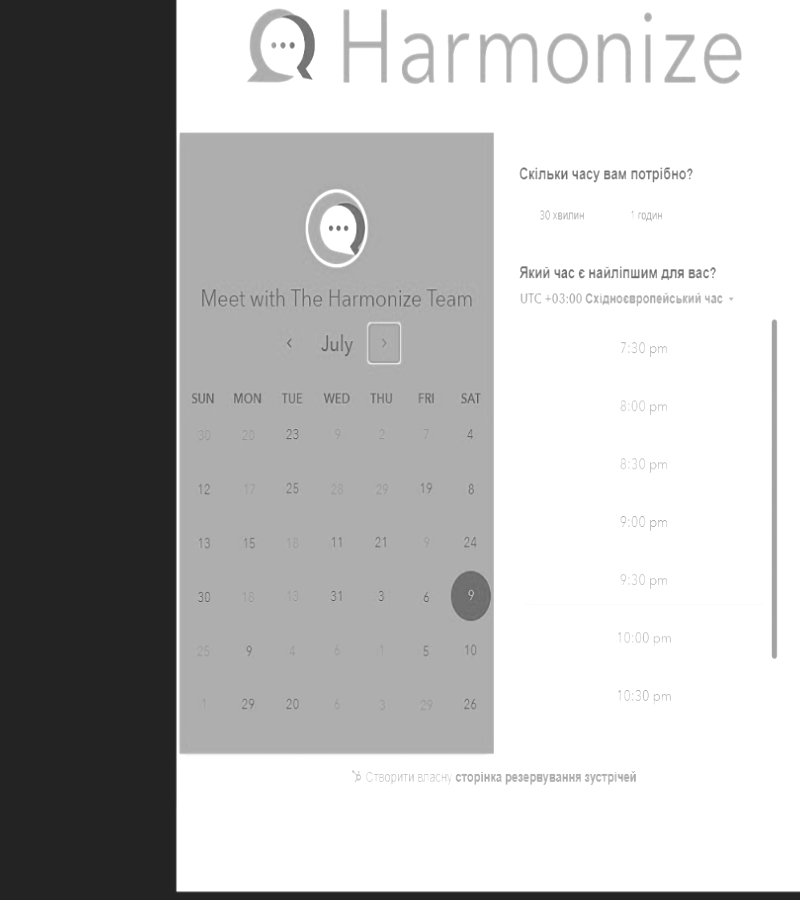 Harmonize
Meet with The Harmonize Team
July
SUN MON TUE WED THU FRI SAT
30 20 23 9 2 7 4
12 17 25 28 29 19 8
13 15 18 11 21 9 24
30 18 13 31 3 6 9
25 9 4 6 1 5 10
1 29 20 6 3 29 26
Скільки часу вам потрібно?
30 хвилин 1 годин
Який час є найліпшим для вас?
UTC +03:00 Східноєвропейський час
7:30 pm
8:00 pm
8:30 pm
9:00 pm
9:30 pm
10:00 pm
10:30 pm
Створити власну сторінка резервування зустрічей